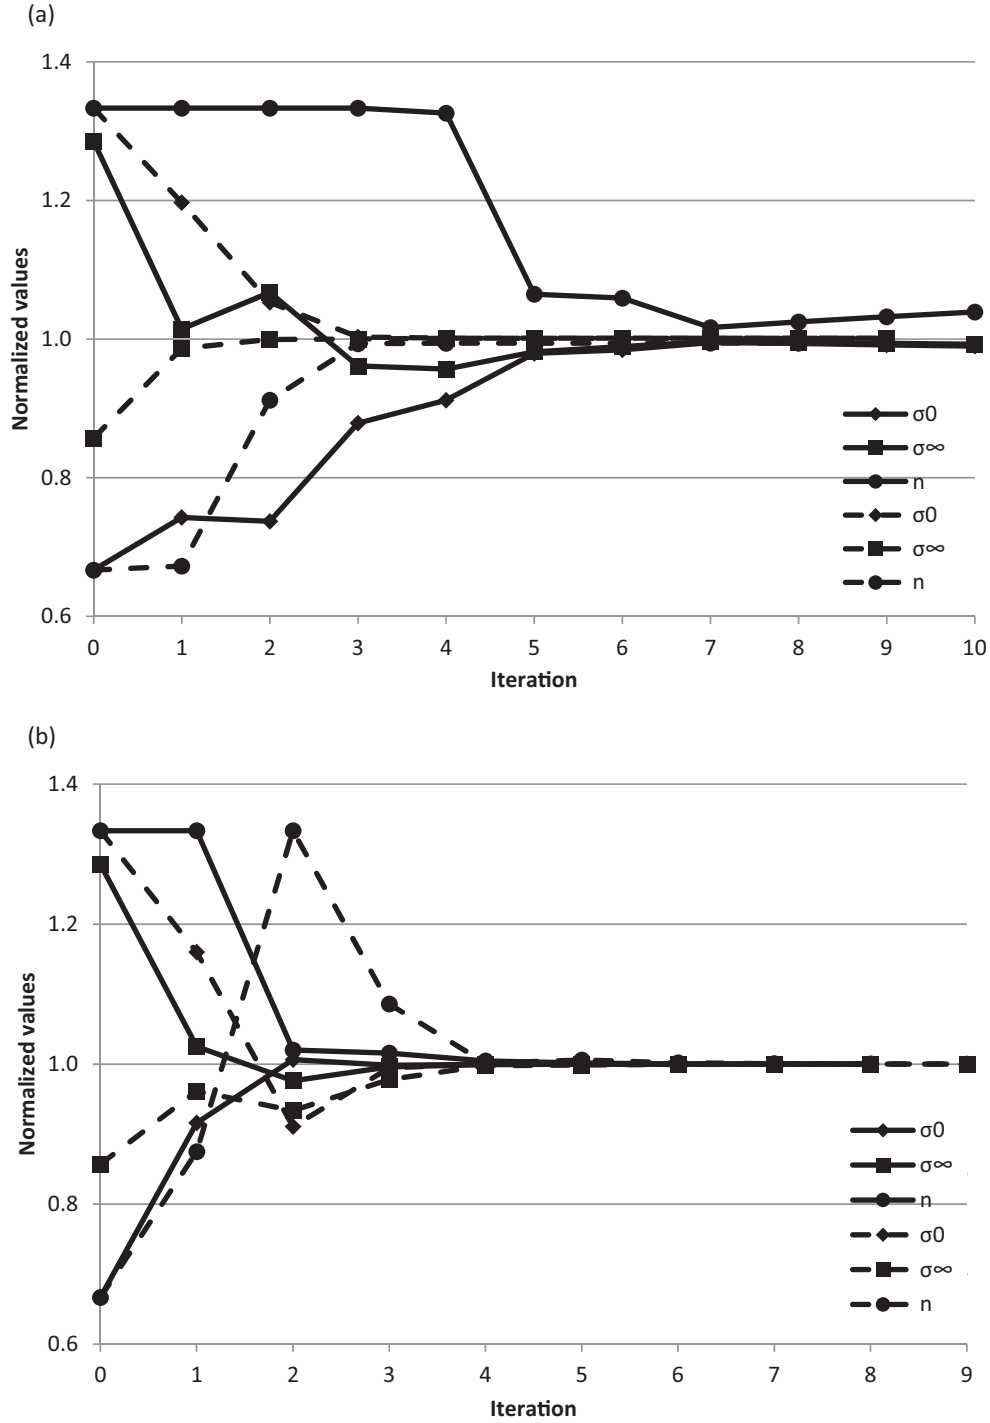 (a)
1.4
1.2
1.0
0.8
0.6
Normalized values
σ0
σ∞
n
σ0
σ∞
n
0 1 2 3 4 5 6 7 8 9 10
Iteration
(b)
1.4
1.2
1.0
0.8
0.6
Normalized values
σ0
σ∞
n
σ0
σ∞
n
0 1 2 3 4 5 6 7 8 9
Iteration